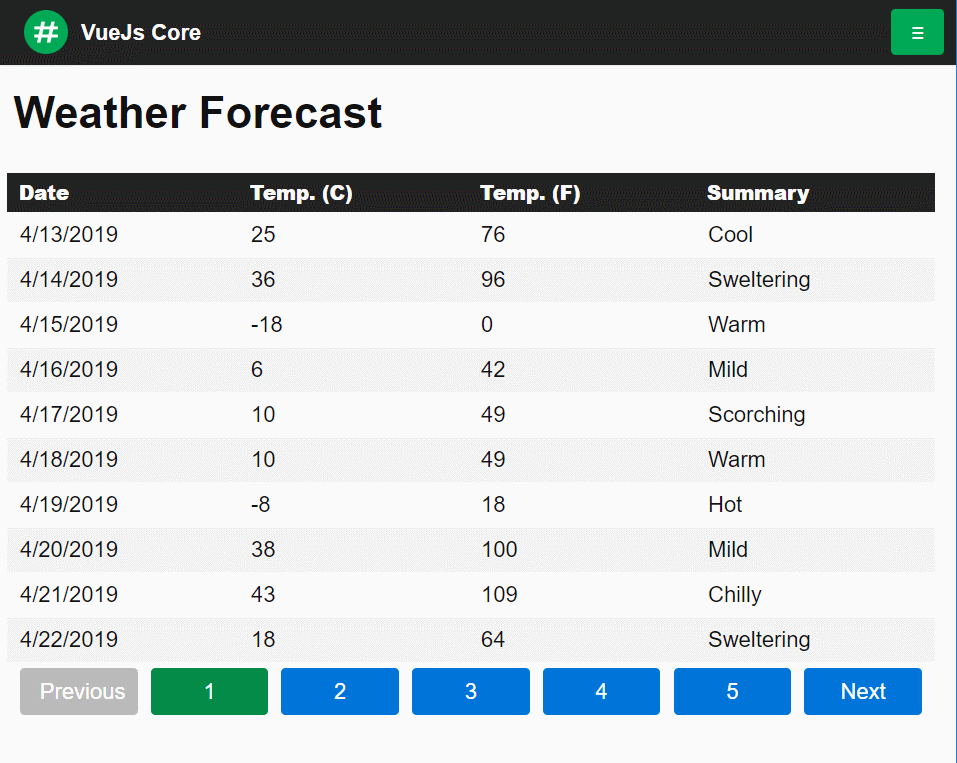 # VueJs Core ≡
Weather Forecast
Date Temp. (C) Temp. (F) Summary
4/13/2019 25 76 Cool
4/14/2019 36 96 Sweltering
4/15/2019 -18 0 Warm
4/16/2019 6 42 Mild
4/17/2019 10 49 Scorching
4/18/2019 10 49 Warm
4/19/2019 -8 18 Hot
4/20/2019 38 100 Mild
4/21/2019 43 109 Chilly
4/22/2019 18 64 Sweltering
Previous 1 2 3 4 5 Next